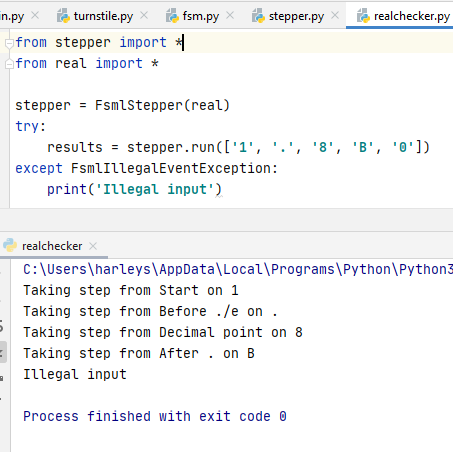 in.py × turnstile.py × fsm.py × stepper.py × realchecker.py
from stepper import *
from real import *
stepper = FsmlStepper(real)
try:
    results = stepper.run(['1', '.', '8', 'B', '0'])
except FsmlIllegalEventException:
    print('Illegal input')
realchecker ×
C:\Users\harleys\AppData\Local\Programs\Python\Python3
Taking step from Start on 1
Taking step from Before ./e on .
Taking step from Decimal point on 8
Taking step from After . on B
Illegal input
Process finished with exit code 0